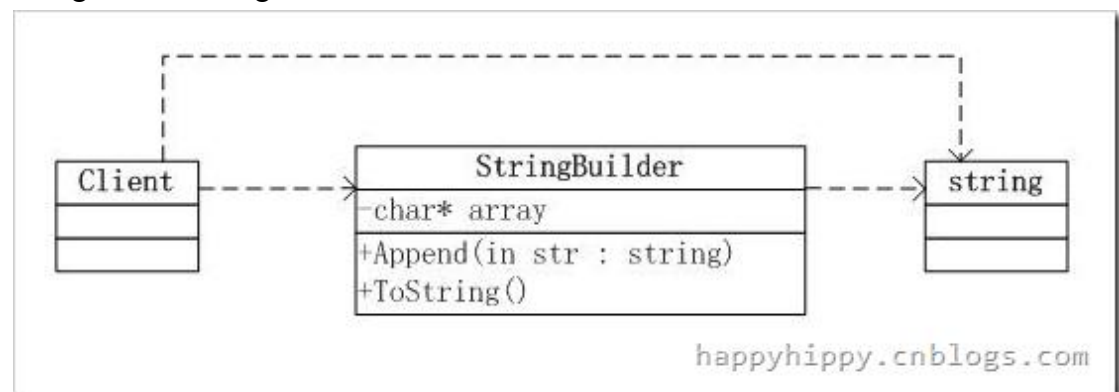 Client
StringBuilder
-char* array
+Append(in str : string)
+ToString()
string
happyhippy.cnblogs.com